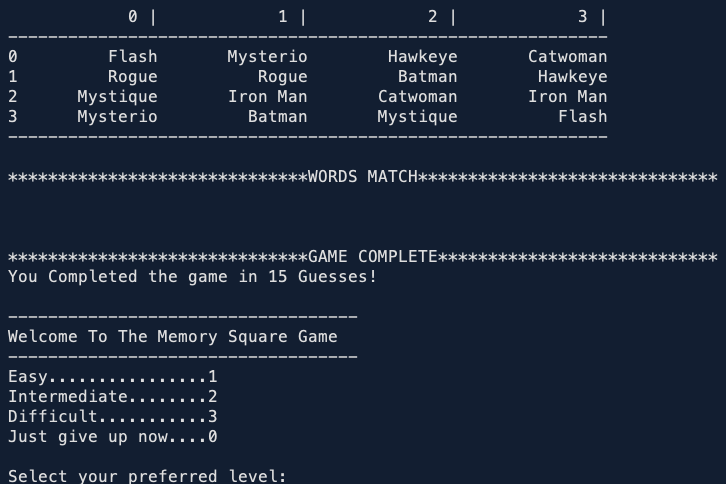 0 | 1 | 2 | 3 |
------------------------------------------------------------
0 Flash Mysterio Hawkeye Catwoman
1 Rogue Rogue Batman Hawkeye
2 Mystique Iron Man Catwoman Iron Man
3 Mysterio Batman Mystique Flash
------------------------------------------------------------
******************************WORDS MATCH******************************
******************************GAME COMPLETE****************************
You Completed the game in 15 Guesses!
-----------------------------------
Welcome To The Memory Square Game
-----------------------------------
Easy................1
Intermediate........2
Difficult...........3
Just give up now....0
Select your preferred level: